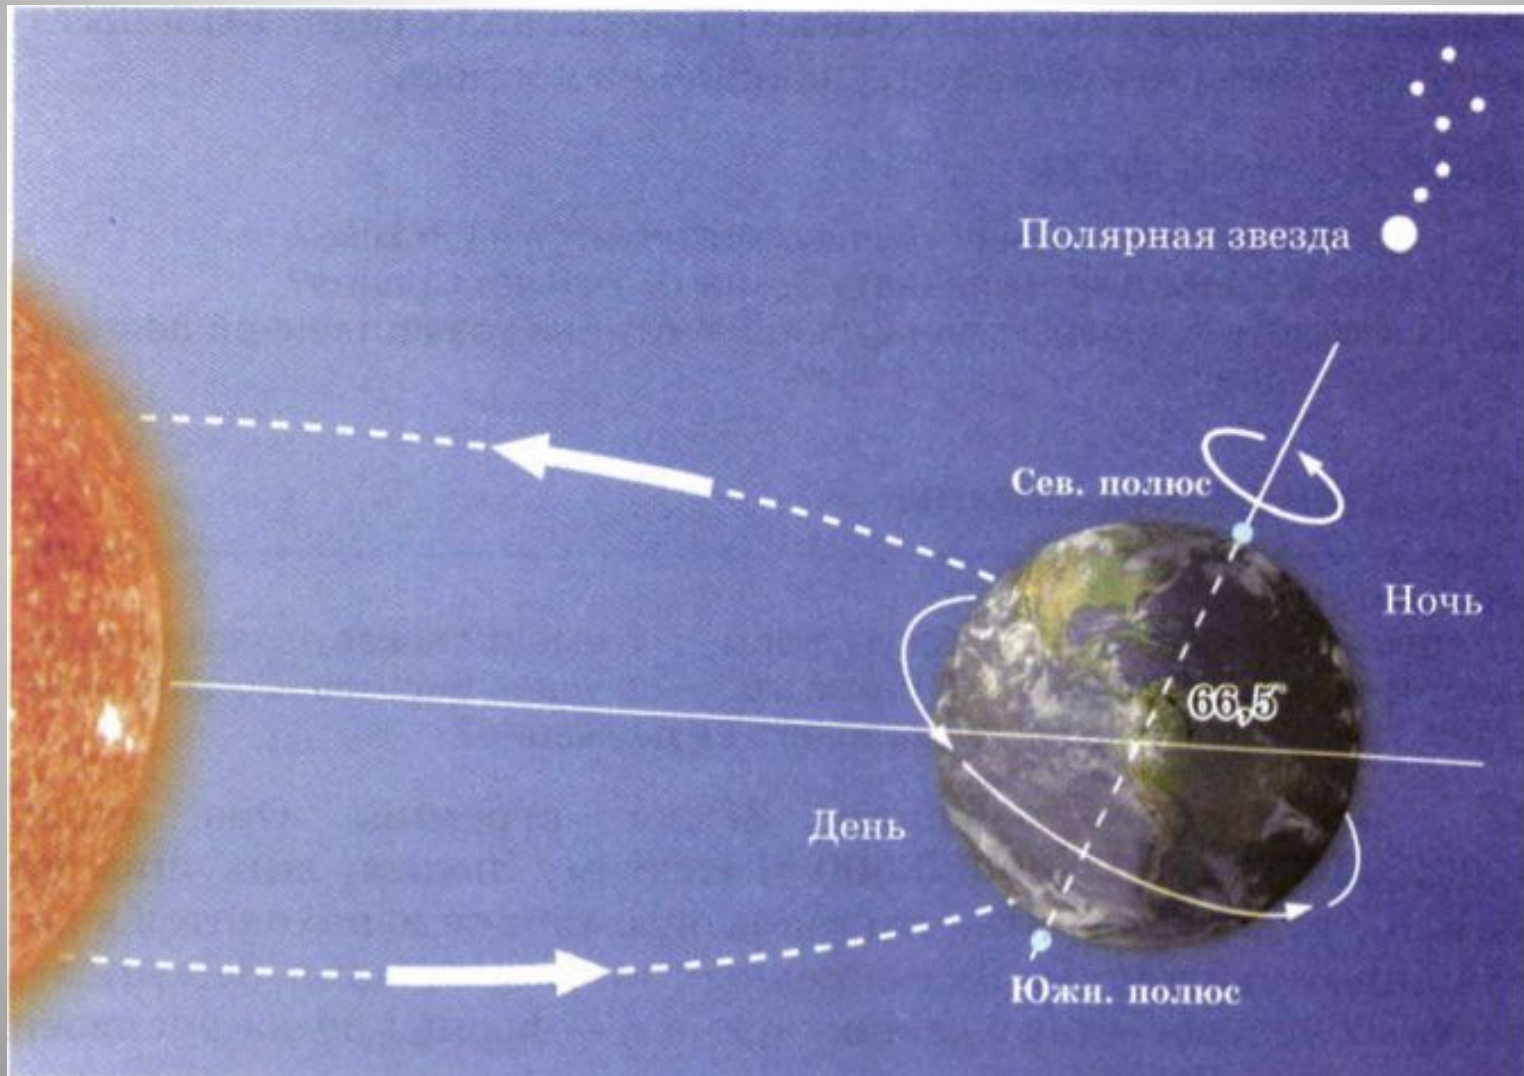 Полярная звезда
Сев. полюс
Ночь
66,5°
День
Южн. полюс